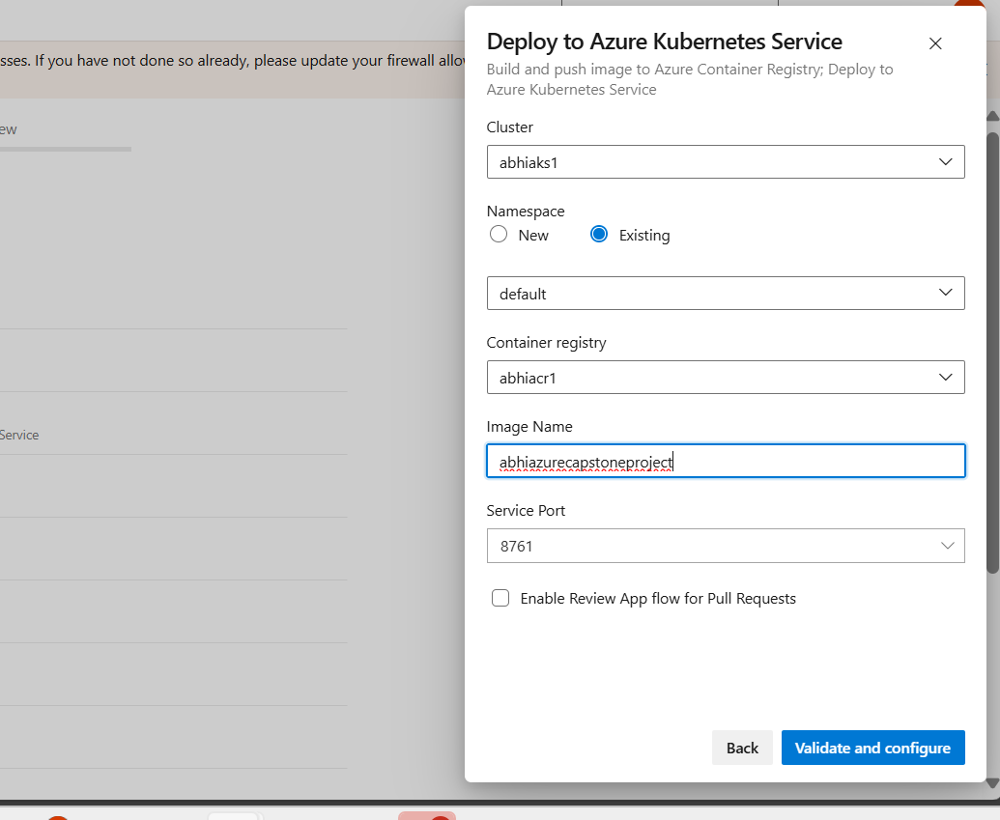 Deploy to Azure Kubernetes Service
Build and push image to Azure Container Registry; Deploy to
Azure Kubernetes Service
sses. If you have not done so already, please update your firewall allow
ew
Service
Cluster
abhiaks1
Namespace
New
Existing
default
Container registry
abhiacr1
Image Name
abhiazurecapstoneproject
Service Port
8761
Enable Review App flow for Pull Requests
Back
Validate and configure